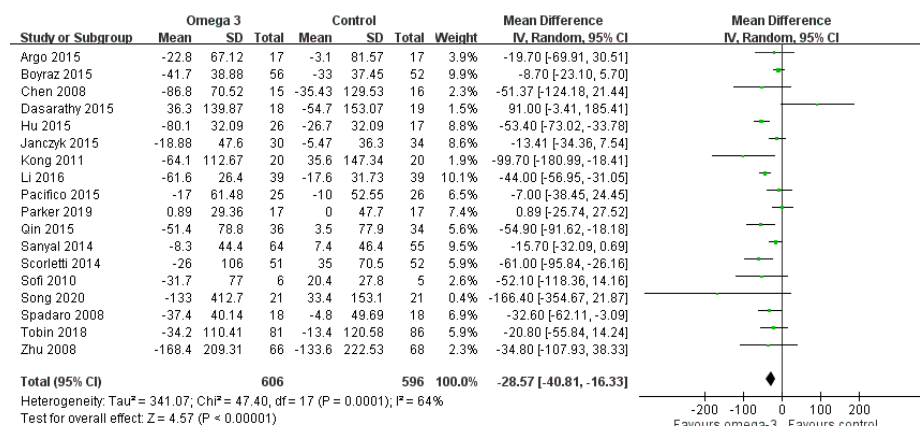 Omega 3 Control Mean Difference Mean Difference
Study or Subgroup Mean SD Total Mean SD Total Weight IV, Random, 95% CI IV, Random, 95% CI
Argo 2015 -22.8 67.12 17 -3.1 81.57 17 3.9% -19.70 [-69.91, 30.51]
Boyraz 2015 -41.7 38.88 56 -33 37.45 52 9.8% -8.70 [-23.10, 5.70]
Chen 2008 -86.8 70.52 15 -35.43 129.53 16 2.3% -51.37 [-124.18, 21.44]
Dasarathy 2015 36.3 139.87 18 -54.7 153.07 19 1.5% 91.00 [-3.41, 185.41]
Hu 2015 -80.1 32.09 26 -26.7 32.09 17 8.8% -53.40 [-73.02, -33.78]
Janczyk 2015 -18.88 47.6 30 -5.47 36.3 34 8.5% -13.41 [-34.36, 7.54]
Kong 2011 -64.1 112.67 20 35.6 147.34 20 1.9% -99.70 [-180.99, -18.41]
Li 2016 -61.6 26.4 39 -17.6 31.73 39 10.1% -44.00 [-56.95, -31.05]
Pacifico 2015 -17 61.48 25 -10 52.55 26 6.5% -7.00 [-38.45, 24.45]
Parker 2019 0.89 29.36 17 0 47.7 17 7.4% 0.89 [-25.74, 27.52]
Qin 2015 -51.4 78.8 36 3.5 77.9 34 5.5% -54.90 [-91.62, -18.18]
Sanyal 2014 -8.3 44.4 64 7.4 46.4 55 9.4% -15.70 [-32.09, 0.69]
Scorletti 2014 -26 106 51 35 70.5 52 5.9% -61.00 [-95.84, -26.16]
Sofi 2010 -31.7 77 6 20.4 27.8 5 2.6% -52.10 [-118.36, 14.16]
Song 2020 -133 412.7 21 33.4 153.1 21 0.4% -166.40 [-354.67, 21.87]
Spadaro 2008 -37.4 40.14 18 -4.8 49.69 18 7.0% -32.60 [-62.11, -3.09]
Tobin 2018 -34.2 110.41 81 -13.4 120.58 86 5.9% -20.80 [-55.84, 14.24]
Zhu 2008 -168.4 209.31 66 -133.6 222.53 68 2.3% -34.80 [-107.93, 38.33]
Total (95% CI) 606 596 100.0% -28.57 [-40.81, -16.33]
Heterogeneity: Tau² = 341.07; Chi² = 47.40, df = 17 (P = 0.0001); I² = 64%
Test for overall effect: Z = 4.57 (P < 0.00001)
-200 -100 0 100 200
Favours omega-3 Favours control